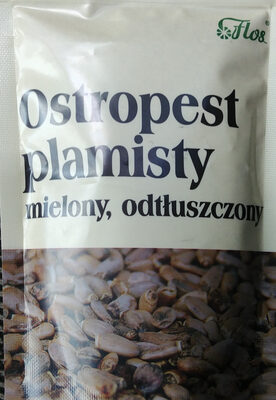 Flos
Ostropest
plamisty
mielony, odtłuszczony